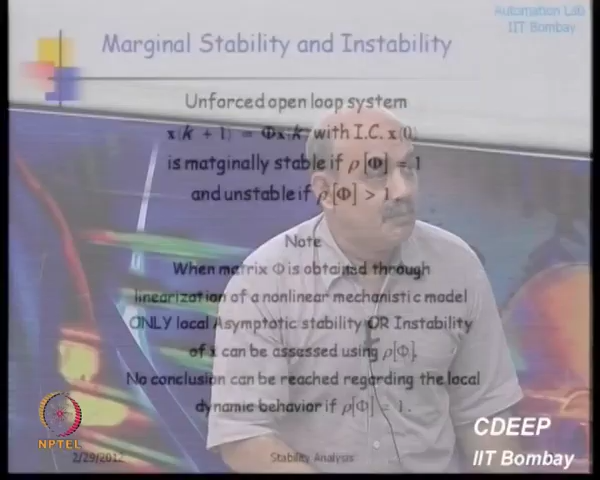 Automation Lab
IIT Bombay
Marginal Stability and Instability
Unforced open loop system
x(k + 1) = Φx(k) with I.C. x(0)
is matginally stable if ρ[Φ] = 1
and unstable if ρ[Φ] > 1.
Note
When matrix Φ is obtained through
linearization of a nonlinear mechanistic model
ONLY local Asymptotic stability OR Instability
of x can be assessed using ρ[Φ].
No conclusion can be reached regarding the local
dynamic behavior if ρ[Φ] = 1.
NPTEL
2/29/2012
Stability Analysis
CDEEP
IIT Bombay